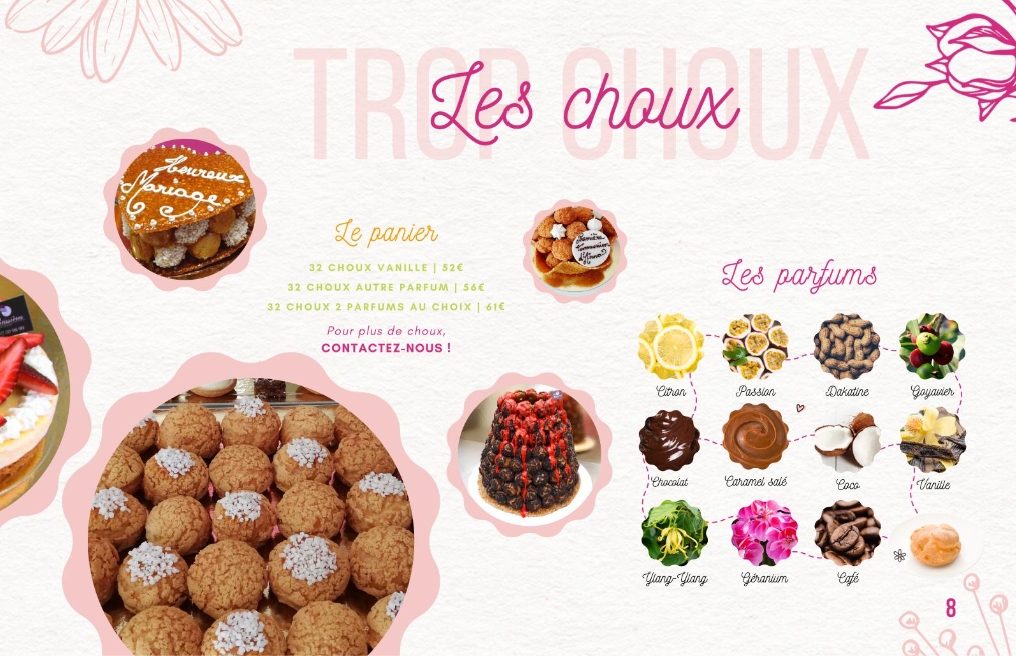 TROP CHOUX
Les choux
Heureux
Mariage
Le panier
32 CHOUX VANILLE | 52€
32 CHOUX AUTRE PARFUM | 56€
32 CHOUX 2 PARFUMS AU CHOIX | 61€
Pour plus de choux,
CONTACTEZ-NOUS !
Première
Communion
Les parfums
Citron
Passion
Dakatine
Goyavier
Chocolat
Caramel salé
Coco
Vanille
Ylang-Ylang
Géranium
Café
8